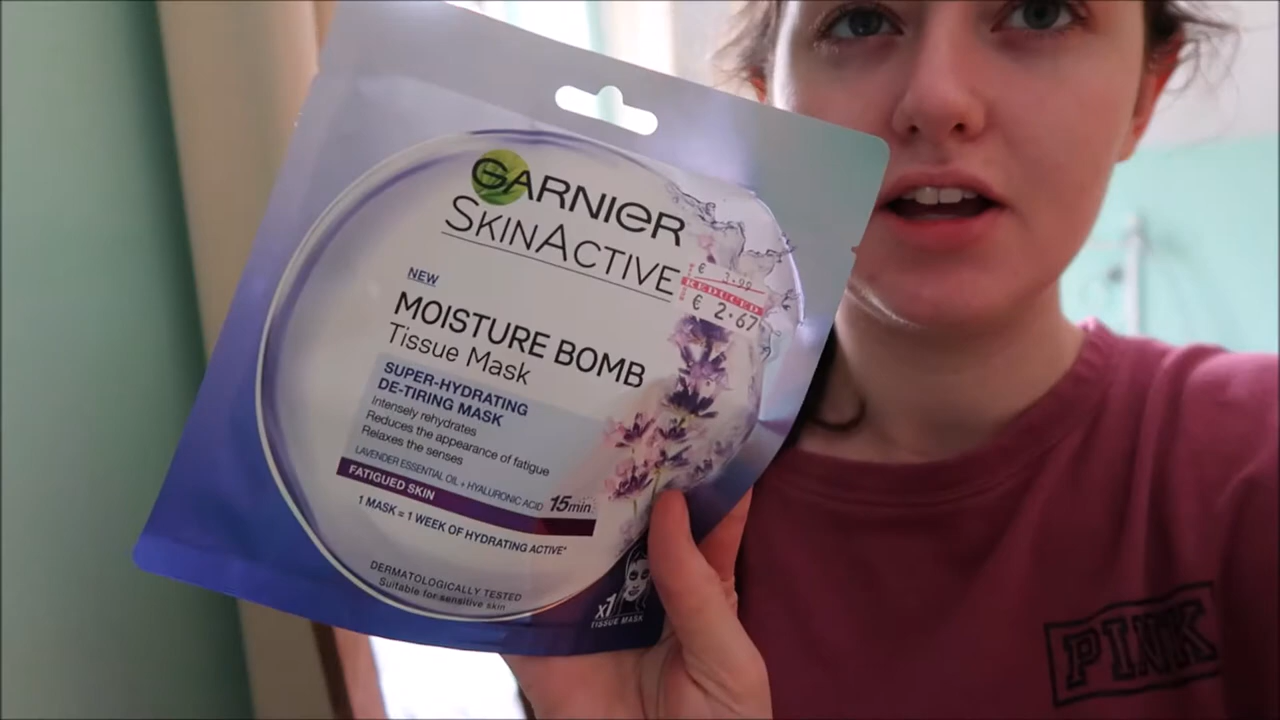 GARNIER
SKINACTIVE
€ 3.99
REDUCED
€ 2.67
NEW
MOISTURE BOMB
Tissue Mask
SUPER-HYDRATING
DE-TIRING MASK
Intensely rehydrates
Reduces the appearance of fatigue
Relaxes the senses
LAVENDER ESSENTIAL OIL + HYALURONIC ACID
15min
FATIGUED SKIN
1 MASK = 1 WEEK OF HYDRATING ACTIVE*
DERMATOLOGICALLY TESTED
Suitable for sensitive skin
x1
TISSUE MASK
PINK